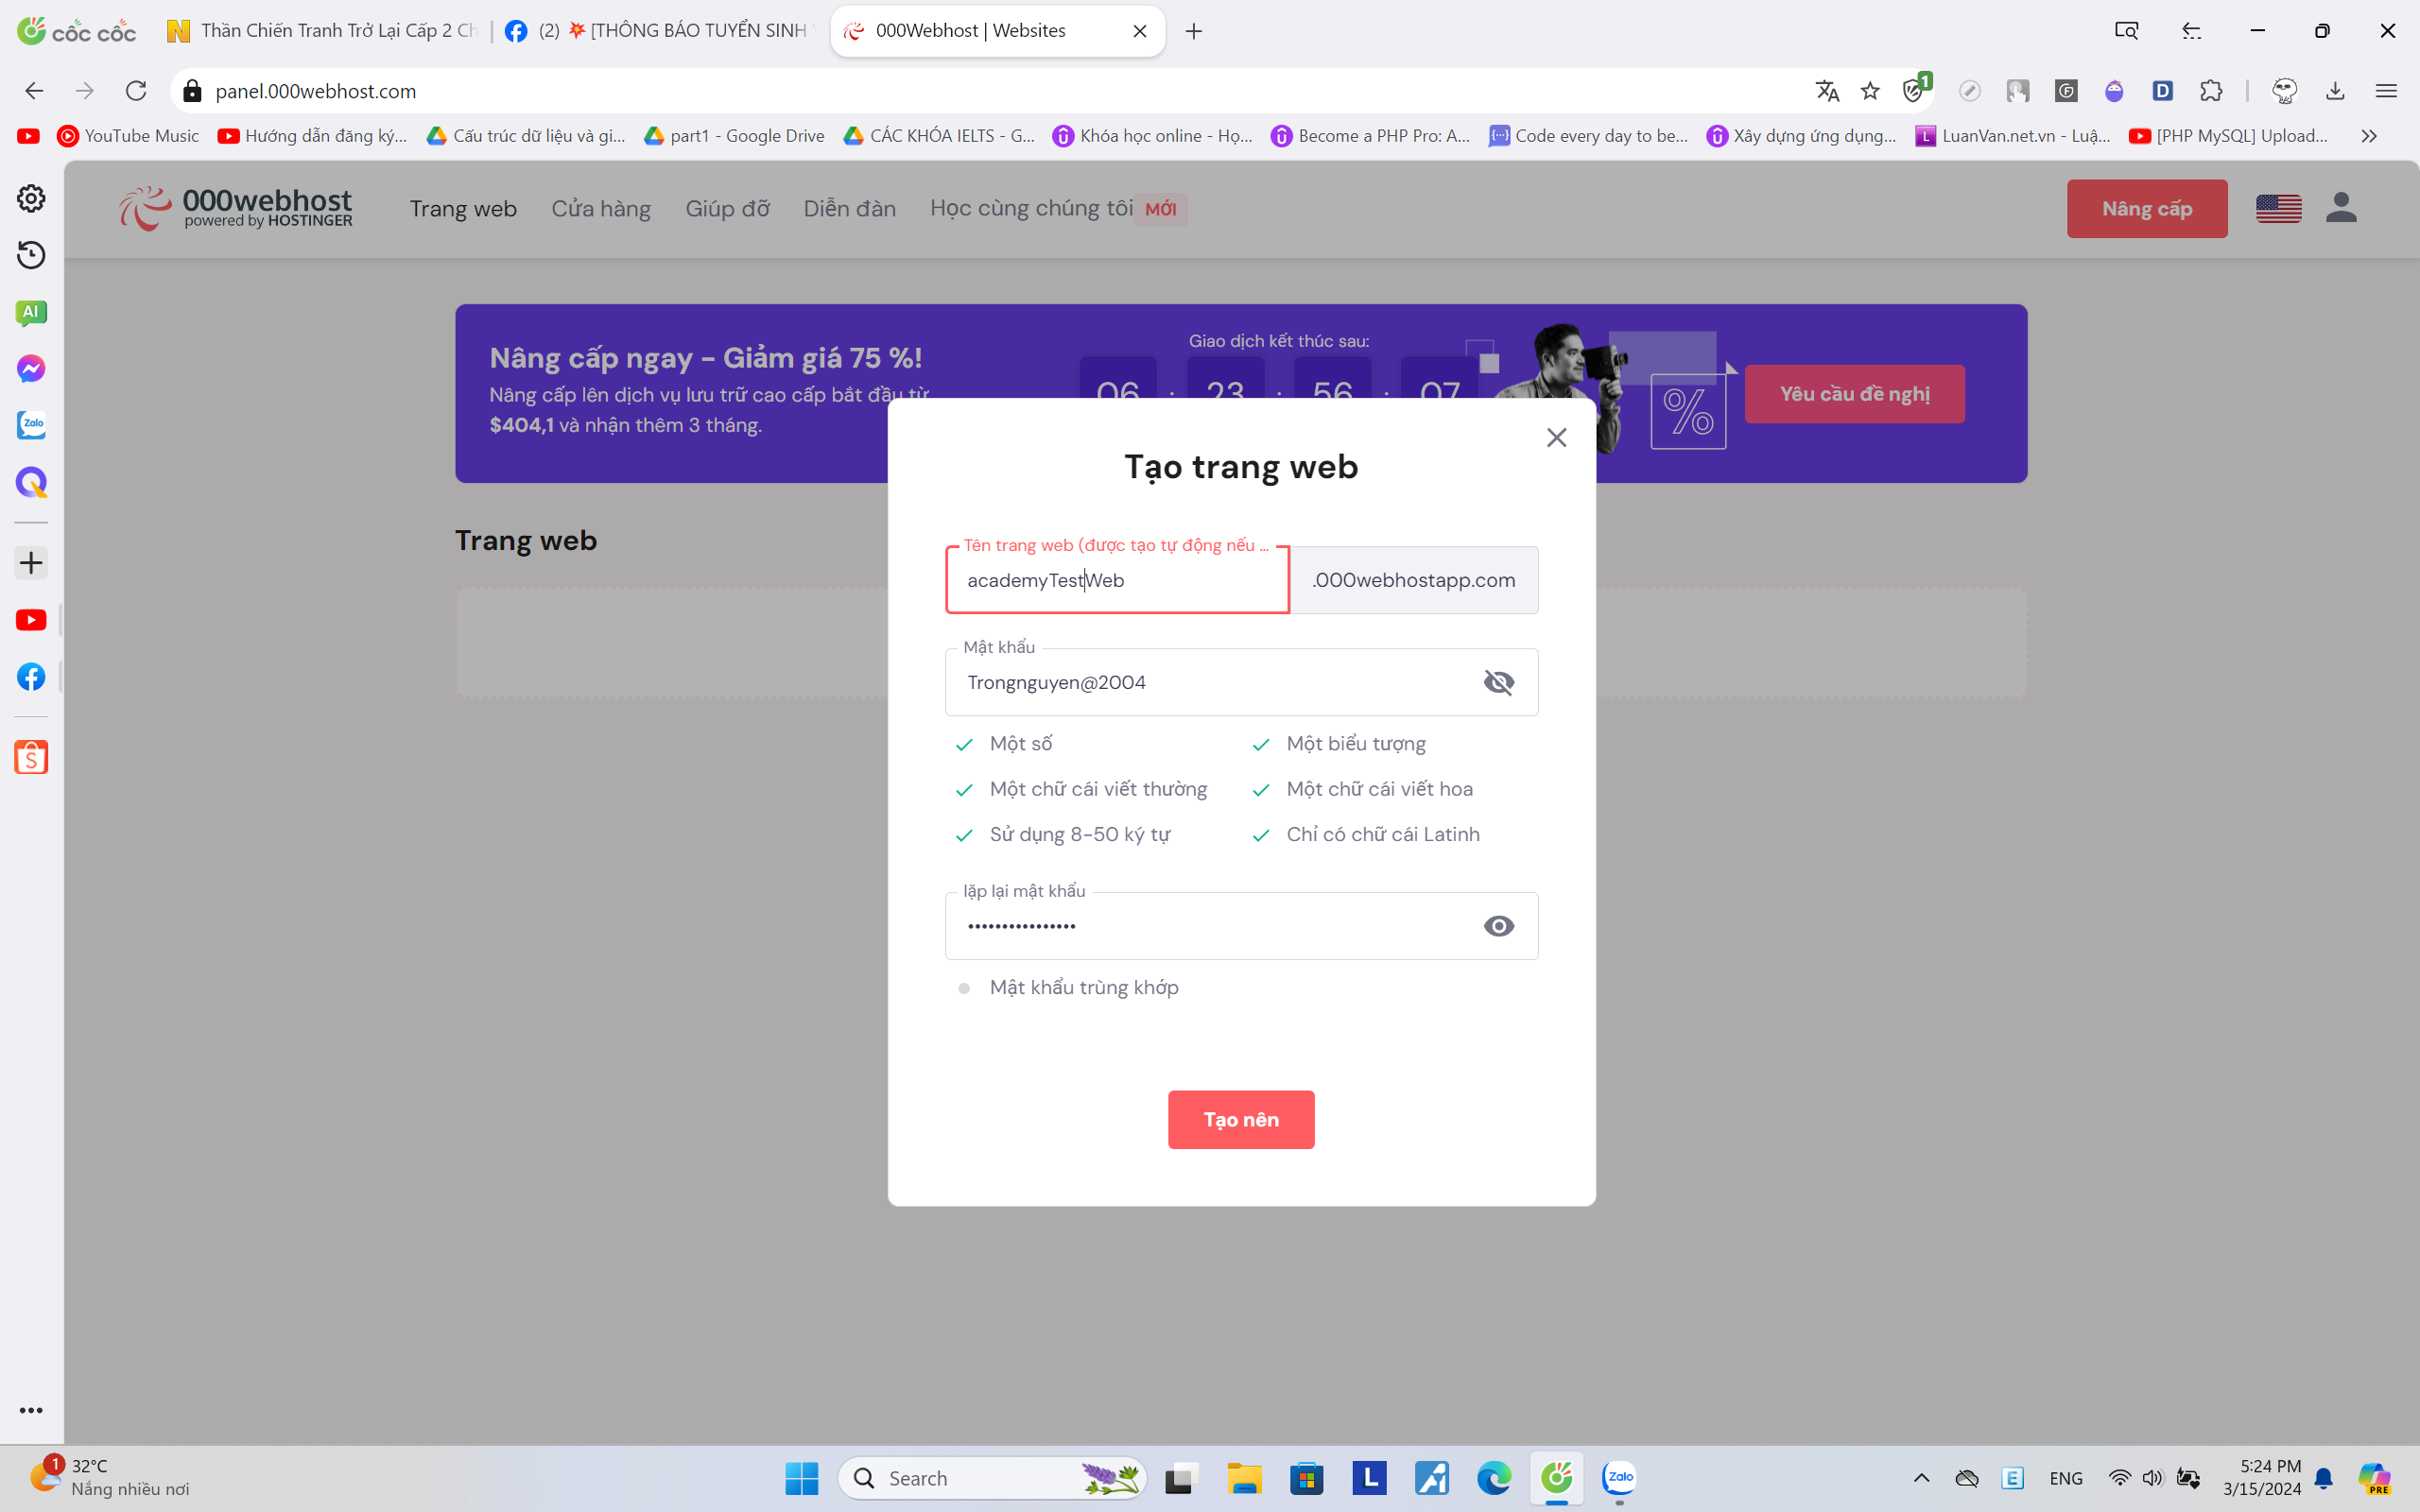 cốc cốc
Thần Chiến Tranh Trở Lại Cấp 2 Ch
(2) 💥 [THÔNG BÁO TUYỂN SINH
000Webhost | Websites
panel.000webhost.com
1
YouTube Music
Hướng dẫn đăng ký...
Cấu trúc dữ liệu và gi...
part1 - Google Drive
CÁC KHÓA IELTS - G...
Khóa học online - Họ...
Become a PHP Pro: A...
Code every day to be...
Xây dựng ứng dụng...
LuanVan.net.vn - Luậ...
[PHP MySQL] Upload...
000webhost
powered by HOSTINGER
Trang web
Cửa hàng
Giúp đỡ
Diễn đàn
Học cùng chúng tôi
MỚI
Nâng cấp
AI
Zalo
Nâng cấp ngay - Giảm giá 75 %!
Nâng cấp lên dịch vụ lưu trữ cao cấp bắt đầu từ
$404,1 và nhận thêm 3 tháng.
Giao dịch kết thúc sau:
06 : 23 : 56 : 07
%
Yêu cầu đề nghị
Trang web
Tạo trang web
Tên trang web (được tạo tự động nếu ...
academyTestWeb
.000webhostapp.com
Mật khẩu
Trongnguyen@2004
Một số
Một biểu tượng
Một chữ cái viết thường
Một chữ cái viết hoa
Sử dụng 8-50 ký tự
Chỉ có chữ cái Latinh
lặp lại mật khẩu
••••••••••••••••
Mật khẩu trùng khớp
Tạo nên
1
32°C
Nắng nhiều nơi
Search
L
Zalo
E
ENG
5:24 PM
3/15/2024
PRE